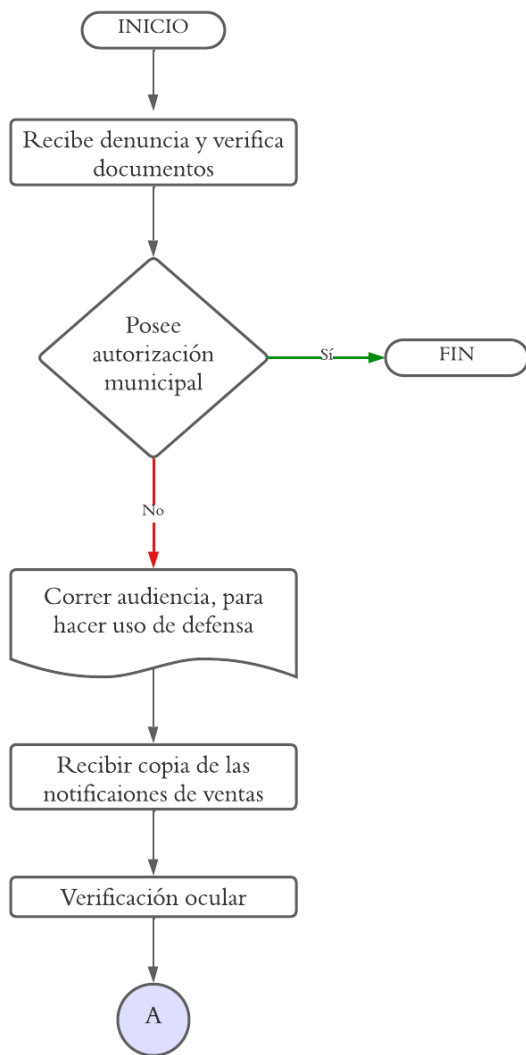 INICIO
Recibe denuncia y verifica
documentos
Posee
autorización
municipal
Sí
FIN
No
Correr audiencia, para
hacer uso de defensa
Recibir copia de las
notificaiones de ventas
Verificación ocular
A